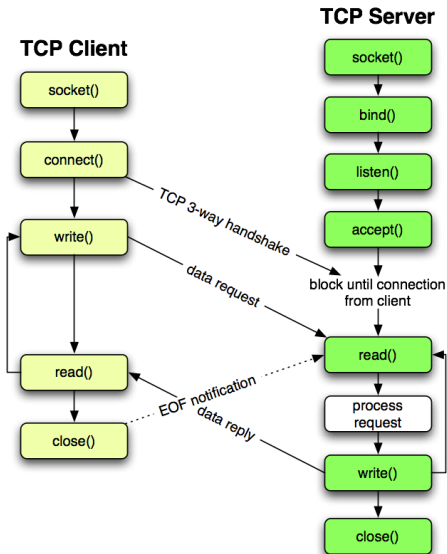 TCP Client
socket()
connect()
write()
read()
close()
TCP 3-way handshake
data request
EOF notification
data reply
TCP Server
socket()
bind()
listen()
accept()
block until connection
from client
read()
process
request
write()
close()